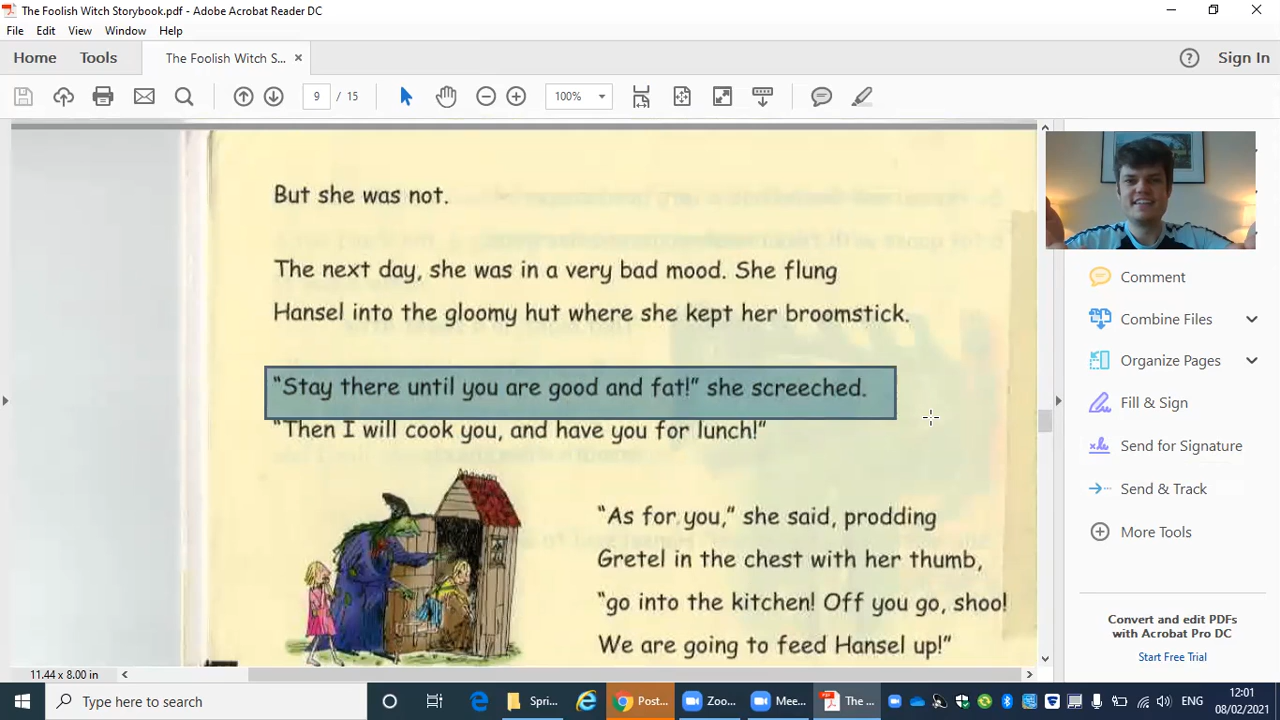 The Foolish Witch Storybook.pdf - Adobe Acrobat Reader DC
File Edit View Window Help
Home Tools The Foolish Witch S... × Sign In
9 / 15 100%
But she was not.
The next day, she was in a very bad mood. She flung
Hansel into the gloomy hut where she kept her broomstick.
“Stay there until you are good and fat!” she screeched.
“Then I will cook you, and have you for lunch!”
“As for you,” she said, prodding
Gretel in the chest with her thumb,
“go into the kitchen! Off you go, shoo!
We are going to feed Hansel up!”
Comment
Combine Files
Organize Pages
Fill & Sign
Send for Signature
Send & Track
More Tools
Convert and edit PDFs
with Acrobat Pro DC
Start Free Trial
11.44 x 8.00 in
Type here to search Spri... Post... Zoo... Mee... The ... ENG 12:01
08/02/2021